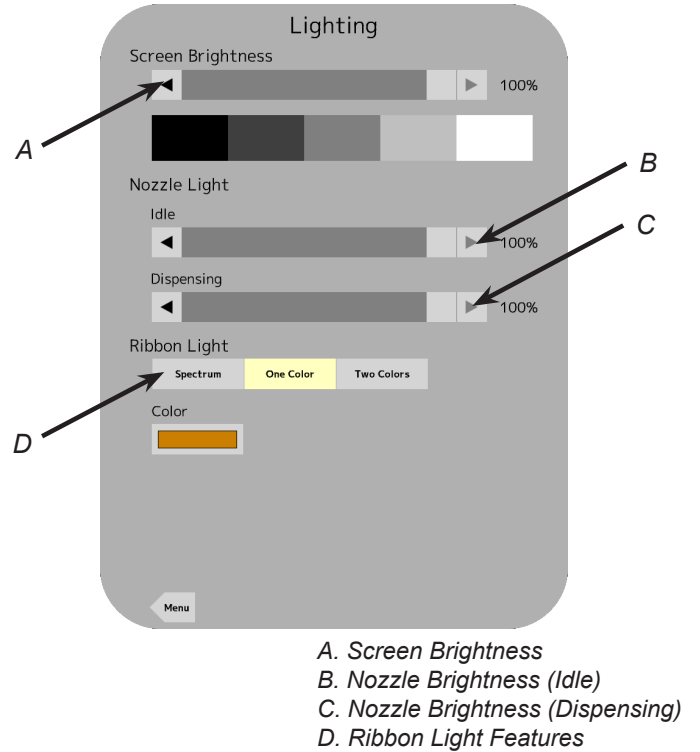 Lighting
Screen Brightness
100%
A
Nozzle Light
B
Idle
100%
C
Dispensing
100%
Ribbon Light
Spectrum One Color Two Colors
Color
D
Menu
A. Screen Brightness
B. Nozzle Brightness (Idle)
C. Nozzle Brightness (Dispensing)
D. Ribbon Light Features